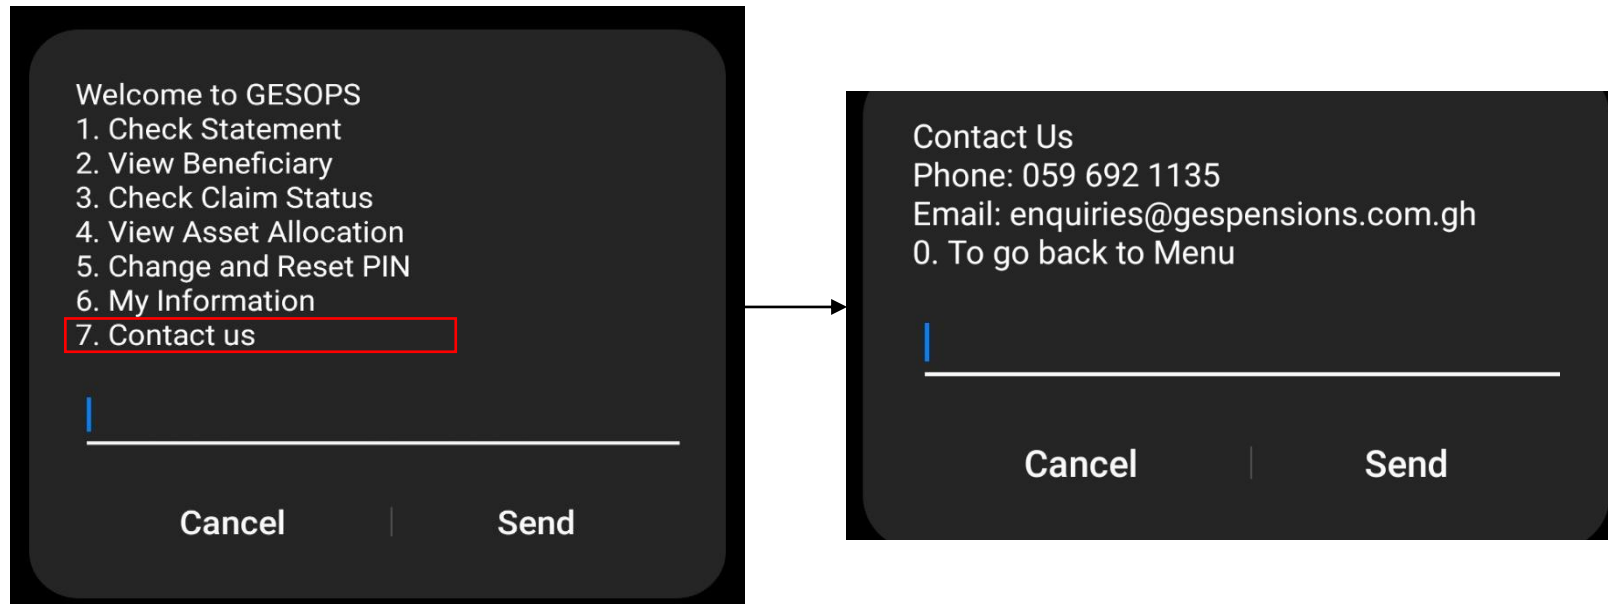 Welcome to GESOPS
1. Check Statement
2. View Beneficiary
3. Check Claim Status
4. View Asset Allocation
5. Change and Reset PIN
6. My Information
7. Contact us
Cancel
Send
Contact Us
Phone: 059 692 1135
Email: enquiries@gespensions.com.gh
0. To go back to Menu
Cancel
Send